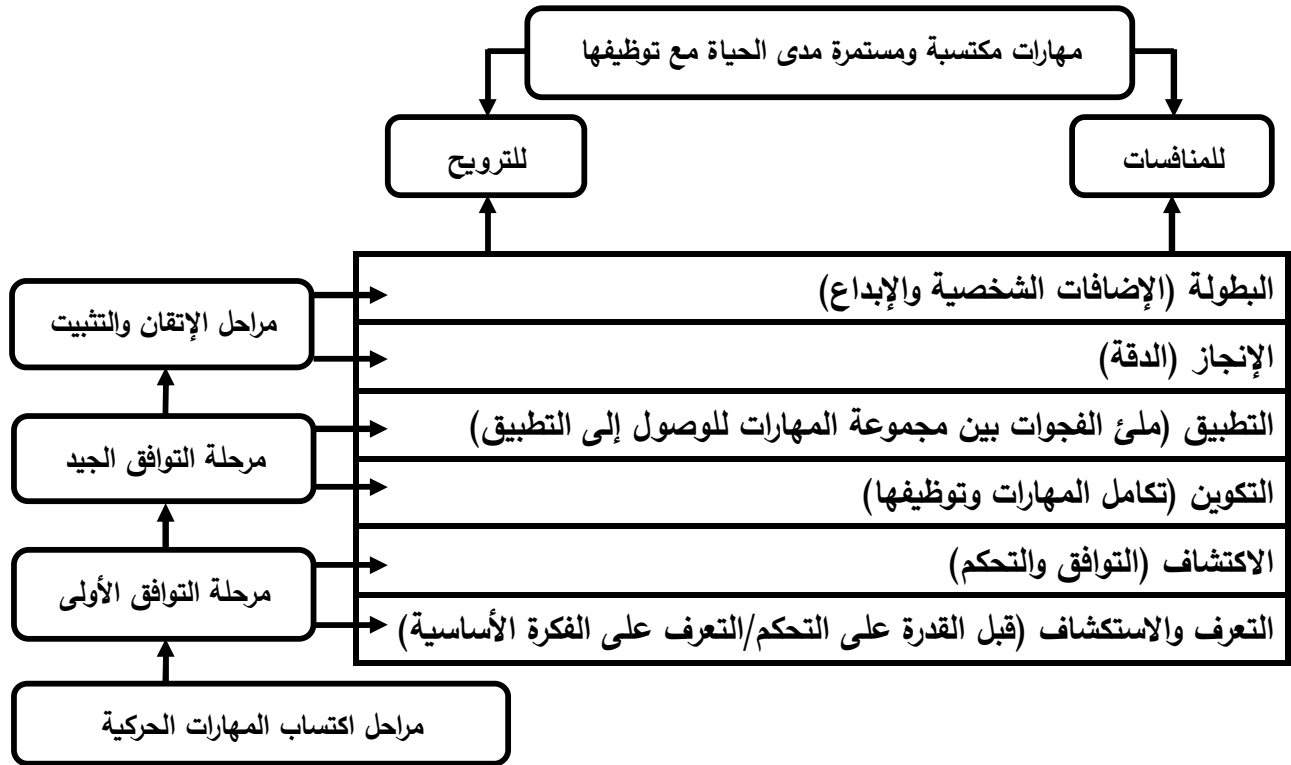 مهارات مكتسبة ومستمرة مدى الحياة مع توظيفها
للمنافسات
للترويح
البطولة (الإضافات الشخصية والإبداع)
الإنجاز (الدقة)
التطبيق (ملئ الفجوات بين مجموعة المهارات للوصول إلى التطبيق)
التكوين (تكامل المهارات وتوظيفها)
الاكتشاف (التوافق والتحكم)
التعرف والاستكشاف (قبل القدرة على التحكم/التعرف على الفكرة الأساسية)
مراحل الإتقان والتثبيت
مرحلة التوافق الجيد
مرحلة التوافق الأولى
مراحل اكتساب المهارات الحركية